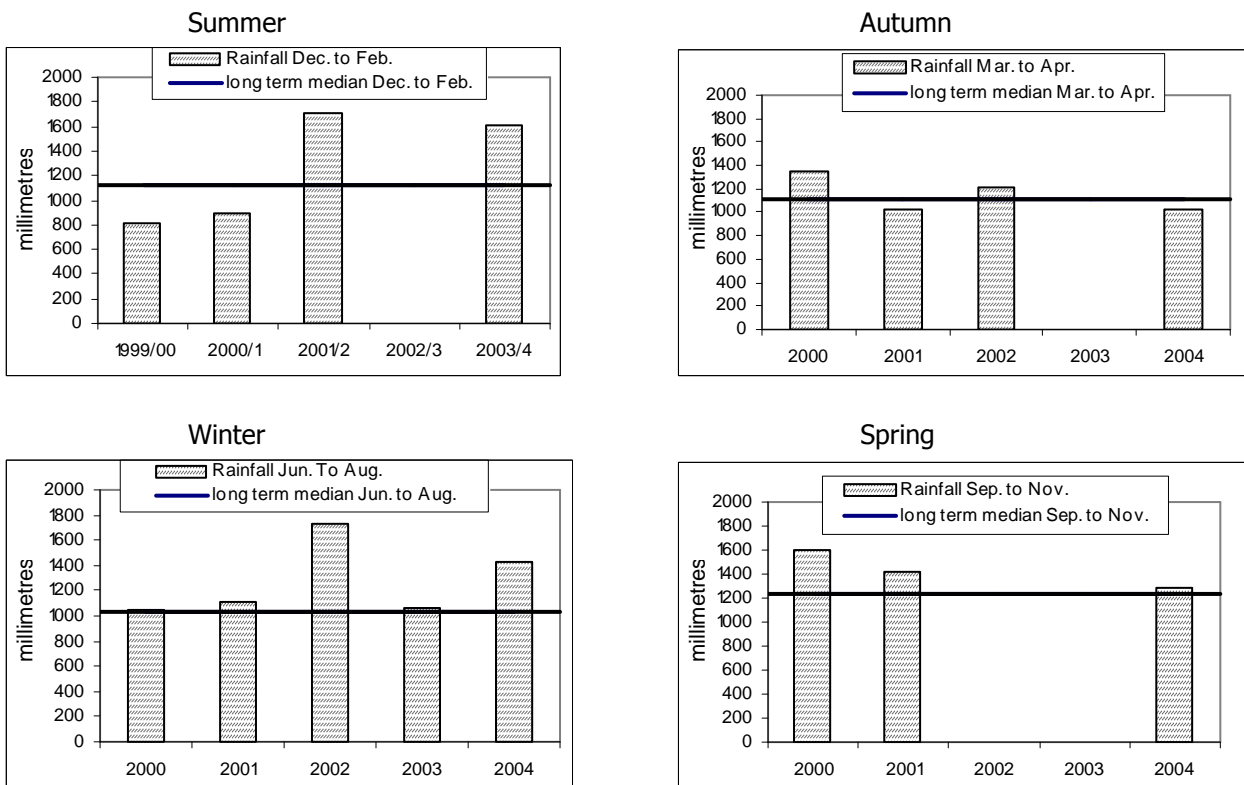 Summer
Rainfall Dec. to Feb.
long term median Dec. to Feb.
millimetres
2000
1800
1600
1400
1200
1000
800
600
400
200
0
1999/00 2000/1 2001/2 2002/3 2003/4
Autumn
Rainfall Mar. to Apr.
long term median Mar. to Apr.
millimetres
2000
1800
1600
1400
1200
1000
800
600
400
200
0
2000 2001 2002 2003 2004
Winter
Rainfall Jun. To Aug.
long term median Jun. to Aug.
millimetres
2000
1800
1600
1400
1200
1000
800
600
400
200
0
2000 2001 2002 2003 2004
Spring
Rainfall Sep. to Nov.
long term median Sep. to Nov.
millimetres
2000
1800
1600
1400
1200
1000
800
600
400
200
0
2000 2001 2002 2003 2004